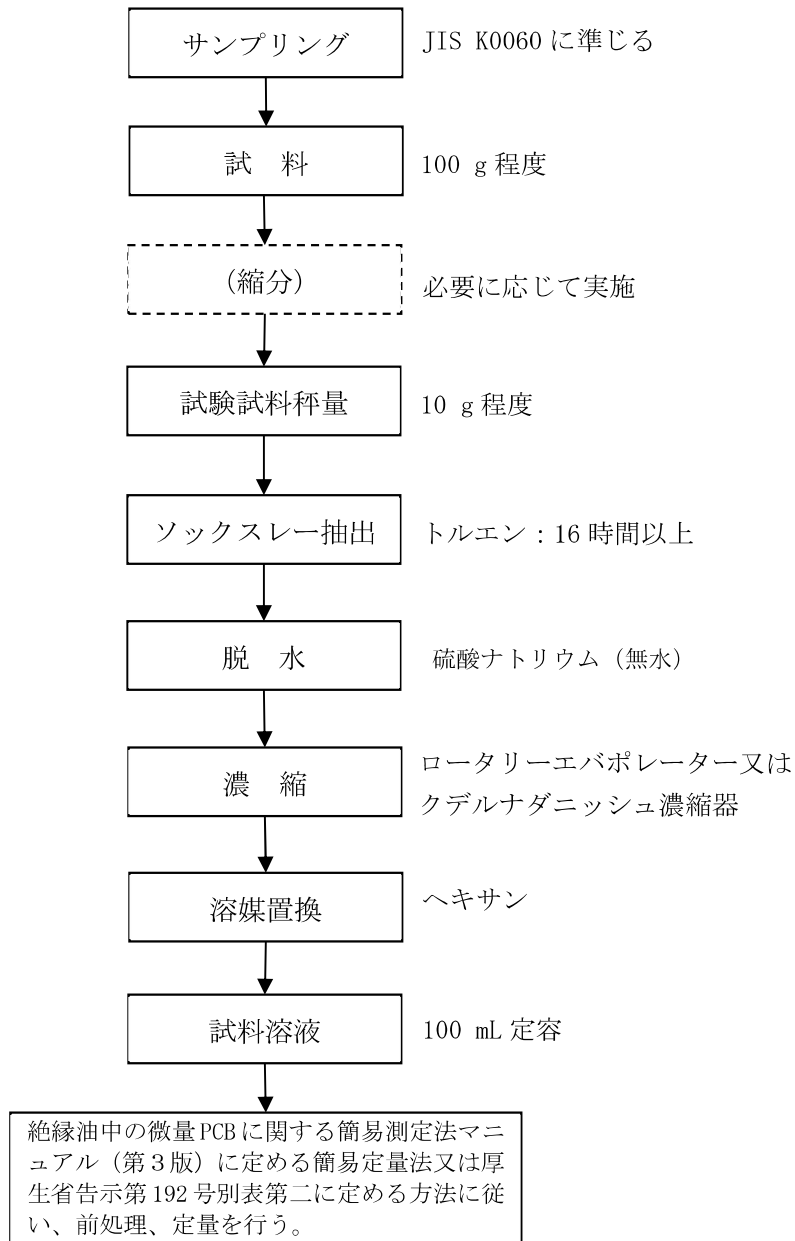 サンプリング
JIS K0060 に準じる
試　料
100 g 程度
（縮分）
必要に応じて実施
試験試料秤量
10 g 程度
ソックスレー抽出
トルエン：16 時間以上
脱　水
硫酸ナトリウム（無水）
濃　縮
ロータリーエバポレーター又は
クデルナダニッシュ濃縮器
溶媒置換
ヘキサン
試料溶液
100 mL 定容
絶縁油中の微量 PCB に関する簡易測定法マニ
ュアル（第３版）に定める簡易定量法又は厚
生省告示第 192 号別表第二に定める方法に従
い、前処理、定量を行う。